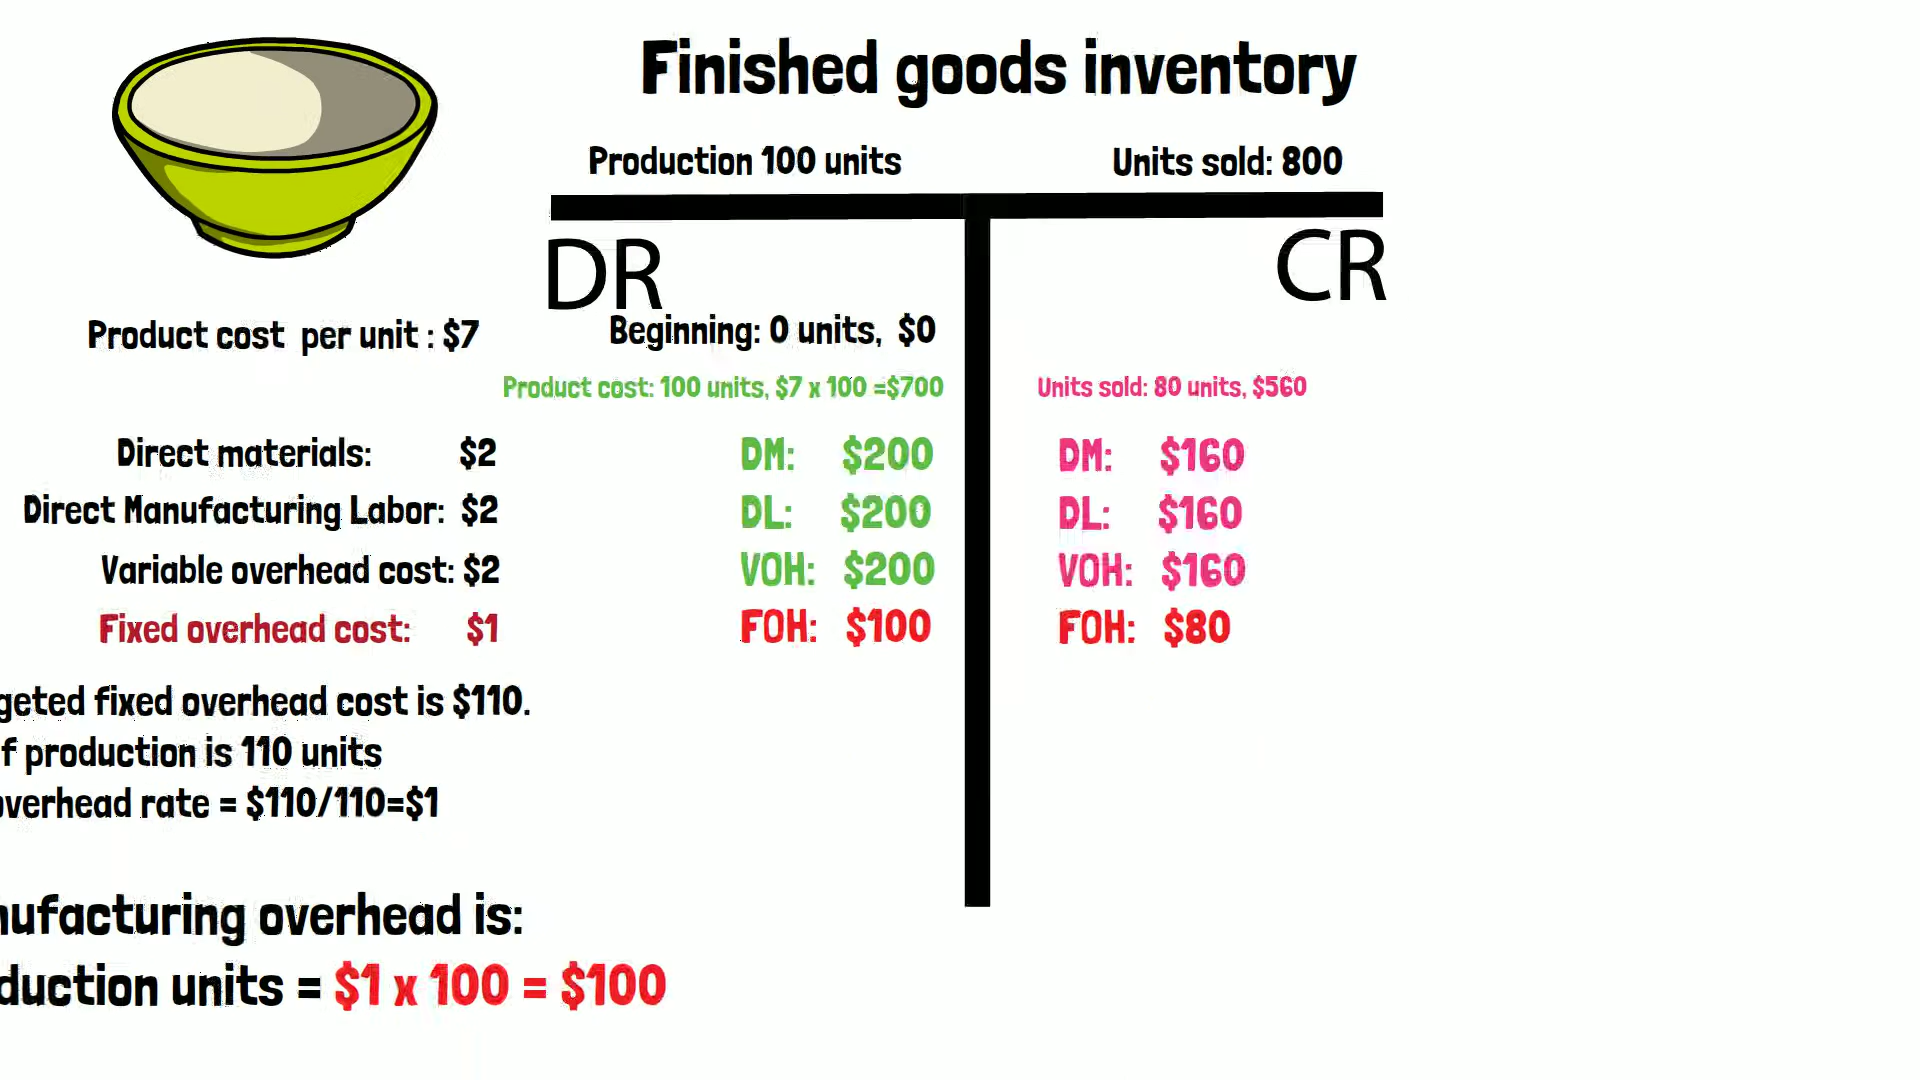 Finished goods inventory
Production 100 units
Units sold: 800
DR
CR
Product cost per unit : $7
Beginning: 0 units, $0
Product cost: 100 units, $7 x 100 =$700
Units sold: 80 units, $560
Direct materials: $2
DM: $200
DM: $160
Direct Manufacturing Labor: $2
DL: $200
DL: $160
Variable overhead cost: $2
VOH: $200
VOH: $160
Fixed overhead cost: $1
FOH: $100
FOH: $80
geted fixed overhead cost is $110.
f production is 110 units
overhead rate = $110/110=$1
nufacturing overhead is:
duction units = $1 x 100 = $100